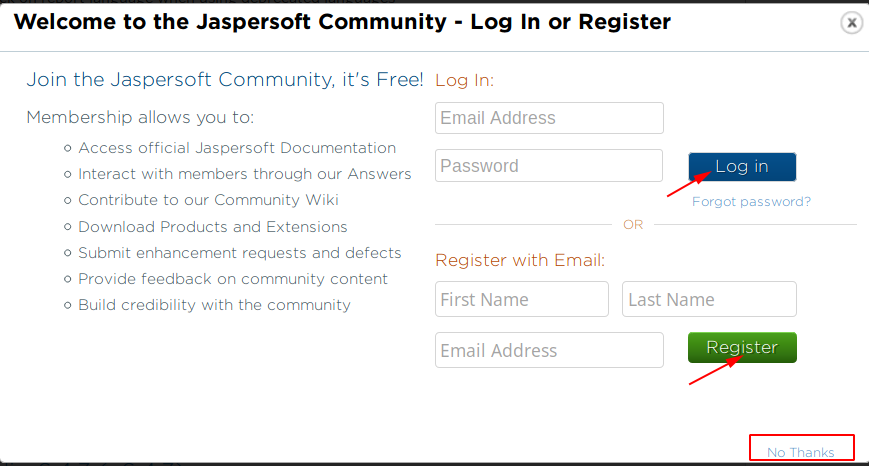 Welcome to the Jaspersoft Community - Log In or Register
Join the Jaspersoft Community, it's Free!
Membership allows you to:
Access official Jaspersoft Documentation
Interact with members through our Answers
Contribute to our Community Wiki
Download Products and Extensions
Submit enhancement requests and defects
Provide feedback on community content
Build credibility with the community
Log In:
Email Address
Password
Log in
Forgot password?
OR
Register with Email:
First Name
Last Name
Email Address
Register
No Thanks